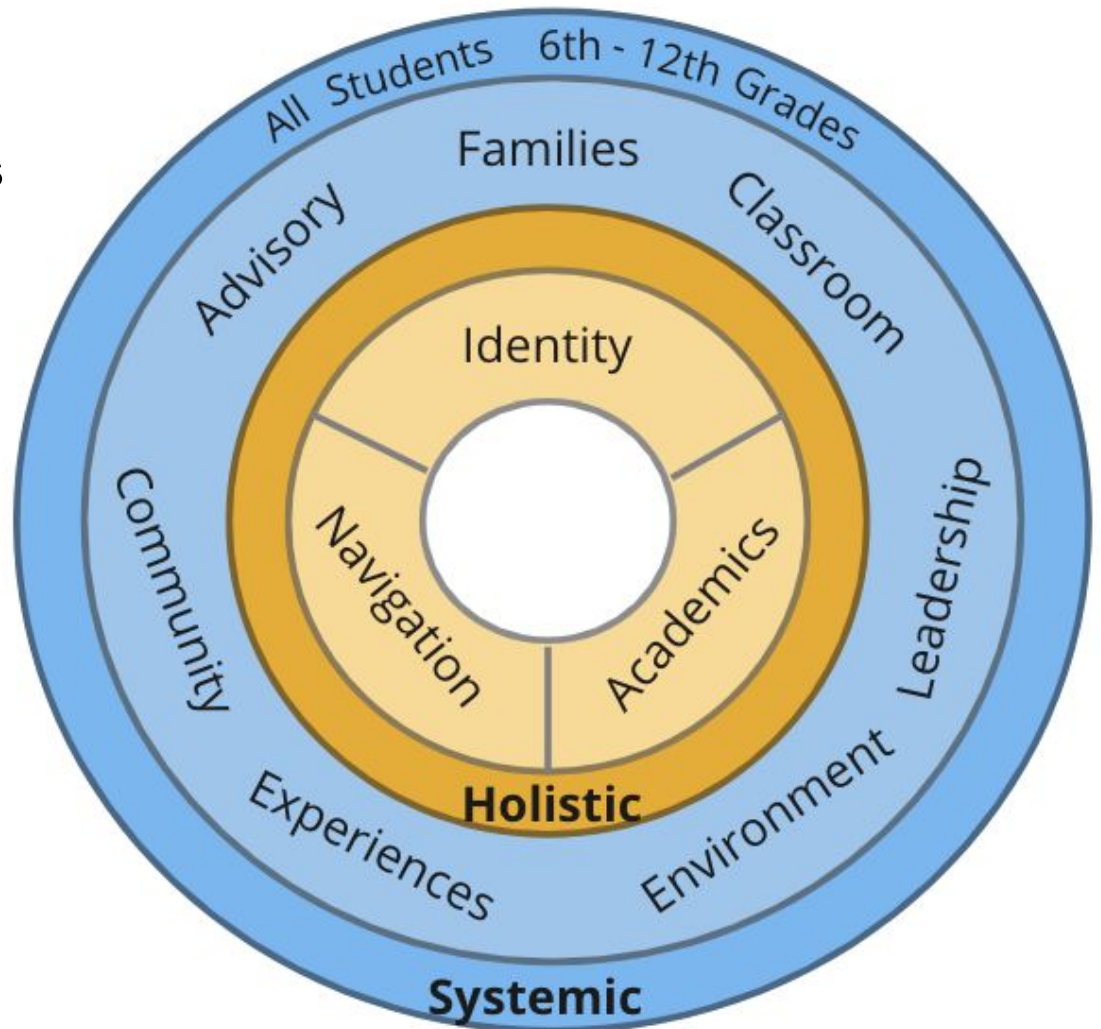 All Students 6th - 12th Grades
Families
Advisory
Classroom
Identity
Community
Navigation
Academics
Leadership
Holistic
Experiences
Environment
Systemic